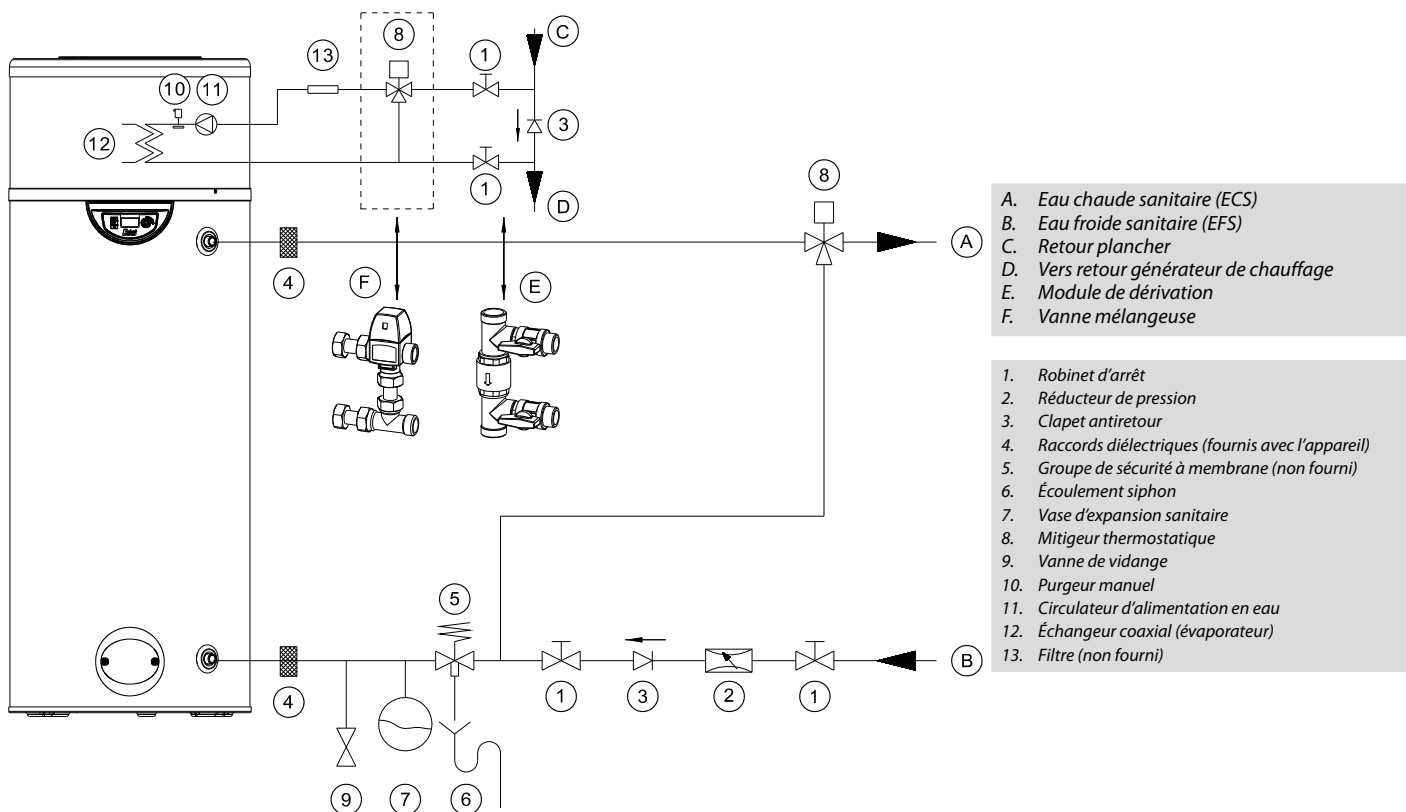 8
1
C
13
10
11
3
12
1
D
8
A
4
F
E
A. Eau chaude sanitaire (ECS)
B. Eau froide sanitaire (EFS)
C. Retour plancher
D. Vers retour générateur de chauffage
E. Module de dérivation
F. Vanne mélangeuse
1. Robinet d'arrêt
2. Réducteur de pression
3. Clapet antiretour
4. Raccords diélectriques (fournis avec l'appareil)
5. Groupe de sécurité à membrane (non fourni)
6. Écoulement siphon
7. Vase d'expansion sanitaire
8. Mitigeur thermostatique
9. Vanne de vidange
10. Purgeur manuel
11. Circulateur d'alimentation en eau
12. Échangeur coaxial (évaporateur)
13. Filtre (non fourni)
5
B
4
1
3
2
1
9
7
6